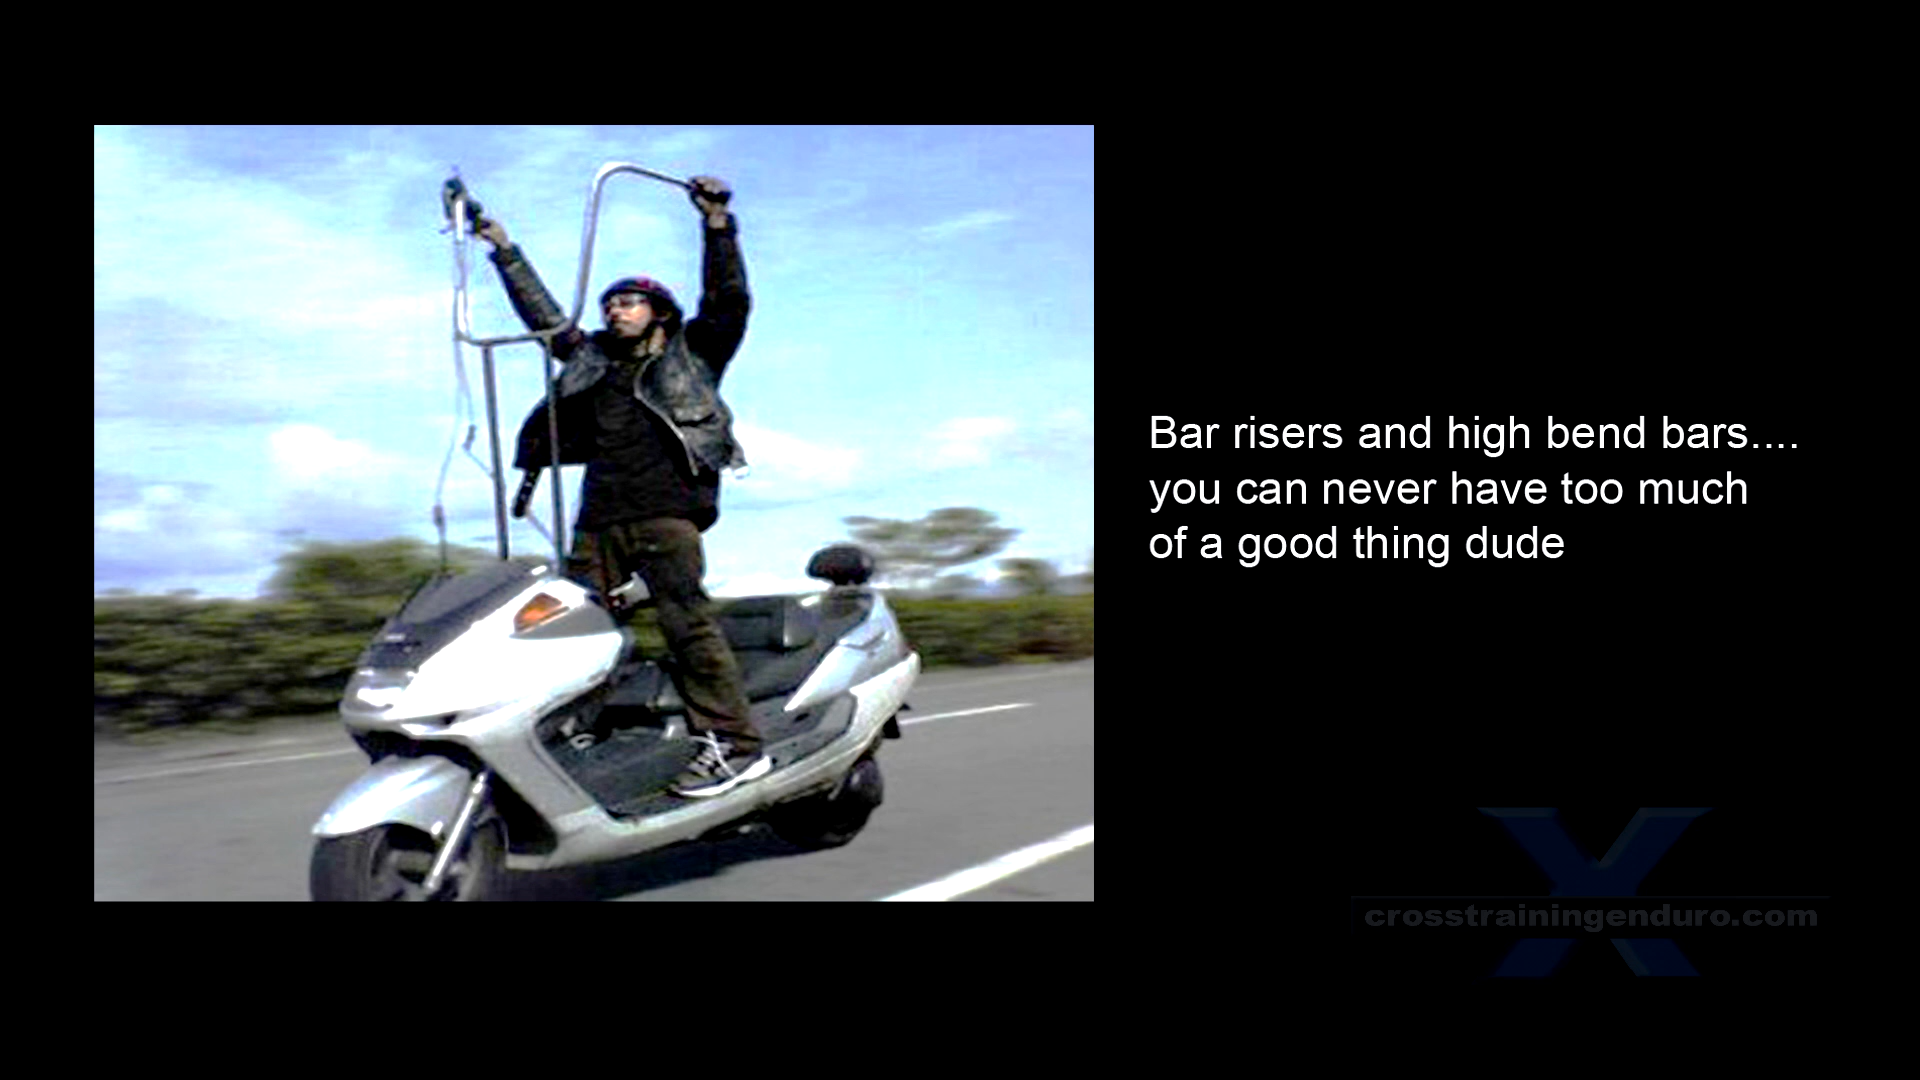 Bar risers and high bend bars....
you can never have too much
of a good thing dude
crosstrainingenduro.com